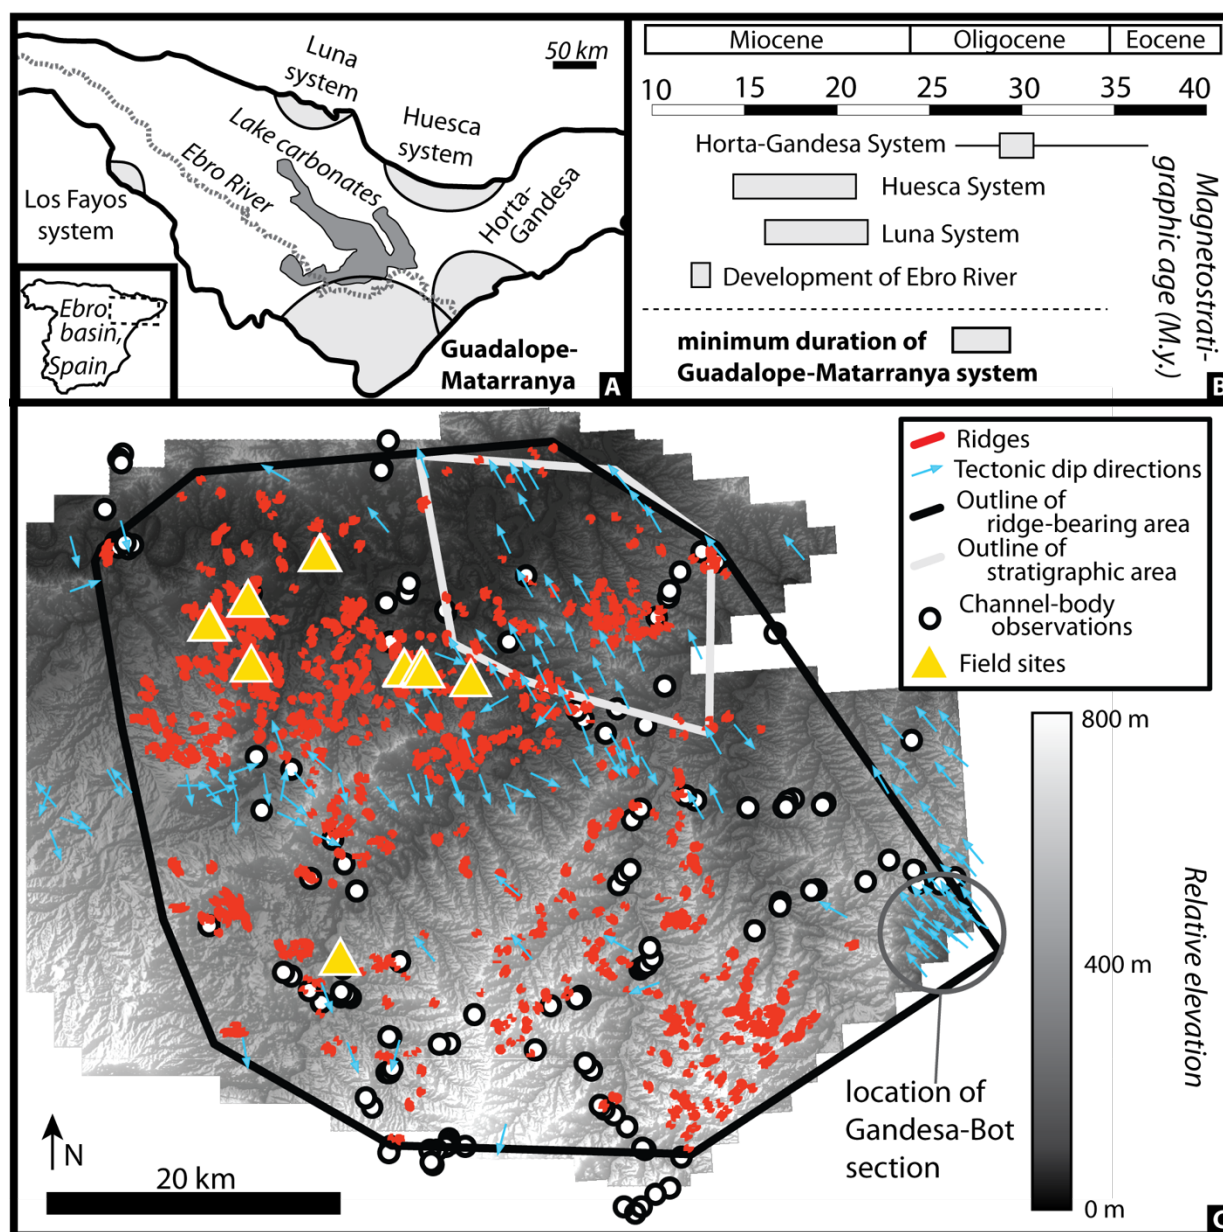 Luna
system
50 km
Huesca
system
Lake carbonates
Ebro River
Horta-
Gandesa
Los Fayos
system
Ebro
basin,
Spain
Guadalope-
Matarranya
A
Miocene Oligocene Eocene
10 15 20 25 30 35 40
Horta-Gandesa System
Huesca System
Luna System
Development of Ebro River
minimum duration of
Guadalope-Matarranya system
Magnetostrati-
graphic age (M.y.)
B
Ridges
Tectonic dip directions
Outline of
ridge-bearing area
Outline of
stratigraphic area
Channel-body
observations
Field sites
800 m
400 m
0 m
Relative elevation
location of
Gandesa-Bot
section
N
20 km
C